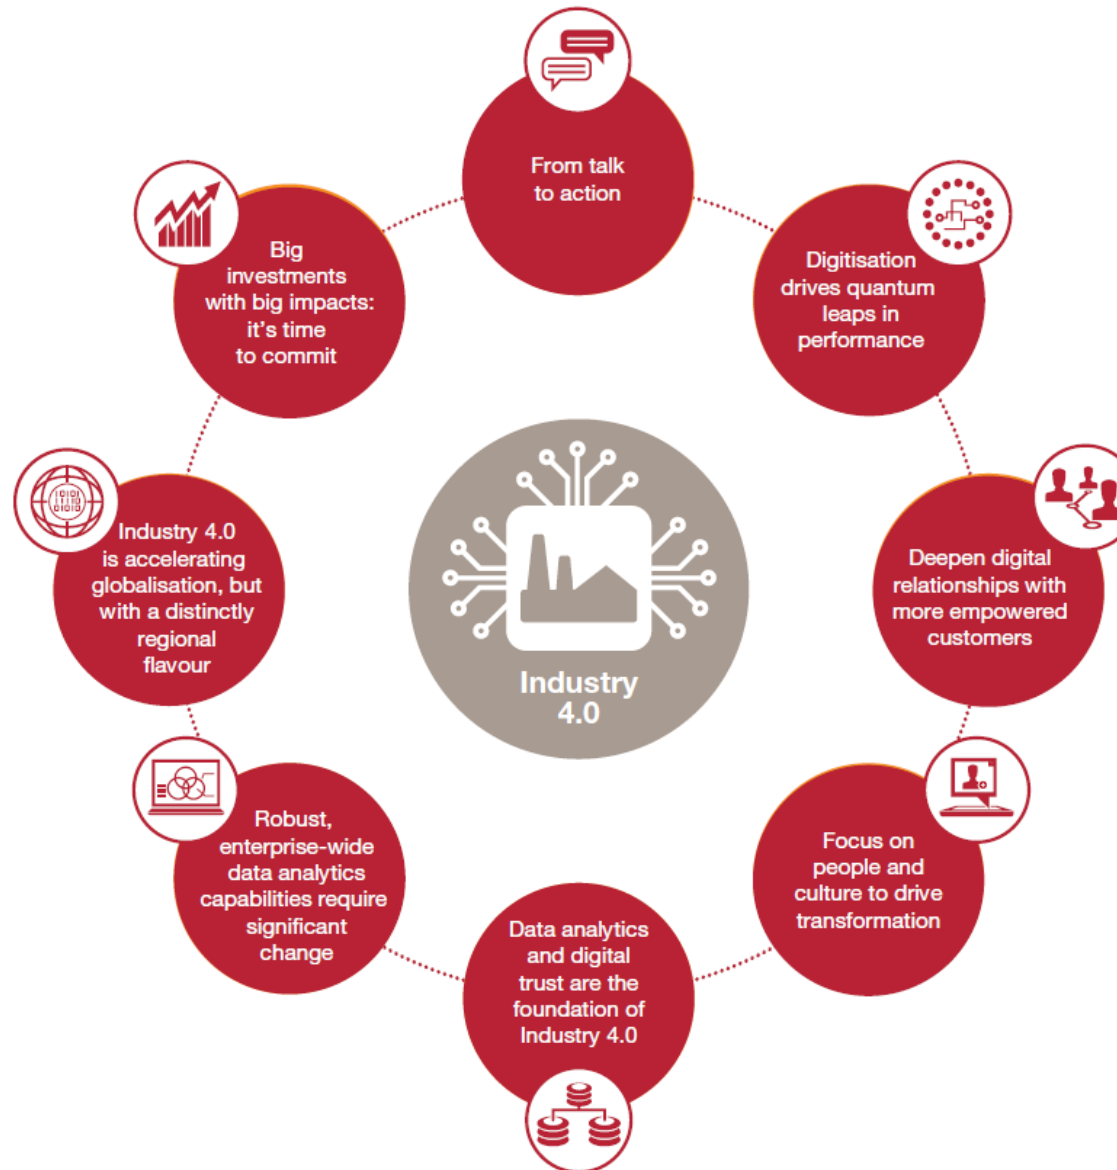 From talk
to action
Digitisation
drives quantum
leaps in
performance
Deepen digital
relationships with
more empowered
customers
Focus on
people and
culture to drive
transformation
Data analytics
and digital
trust are the
foundation of
Industry 4.0
Robust,
enterprise-wide
data analytics
capabilities require
significant
change
Industry 4.0
is accelerating
globalisation, but
with a distinctly
regional
flavour
10101
11110
01010
Big
investments
with big impacts:
it's time
to commit
Industry
4.0